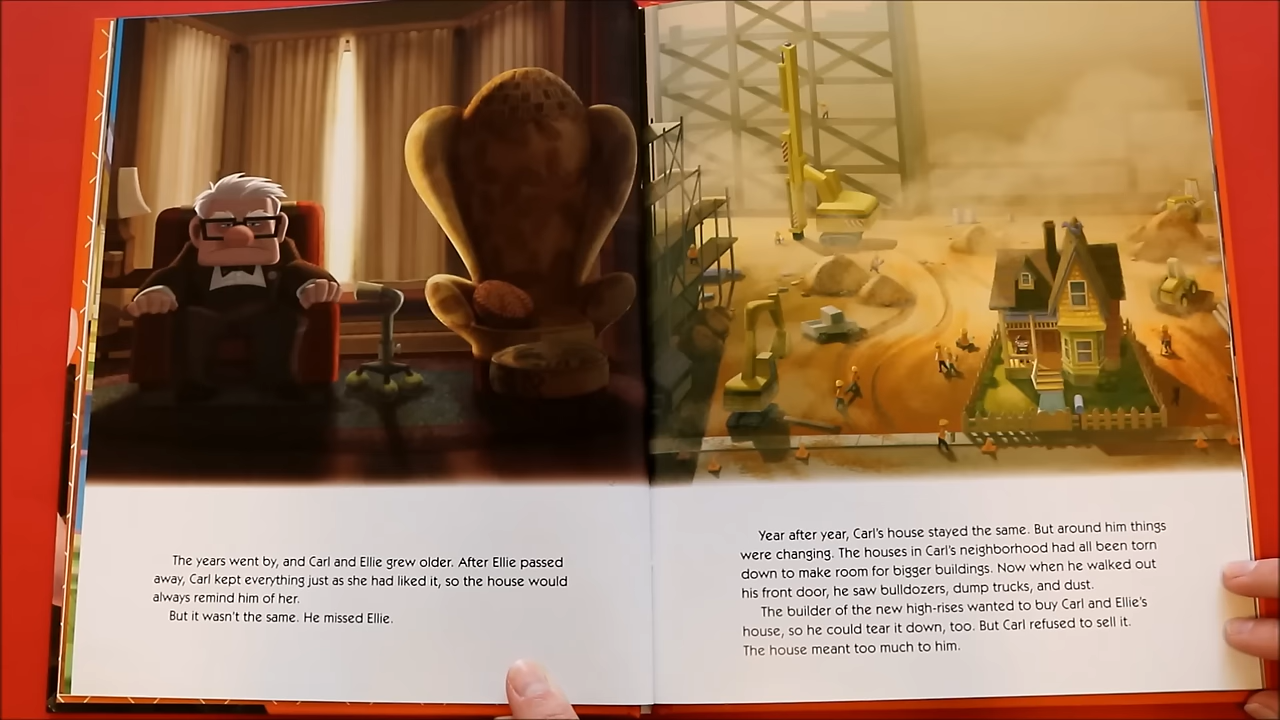 The years went by, and Carl and Ellie grew older. After Ellie passed
away, Carl kept everything just as she had liked it, so the house would
always remind him of her.
But it wasn't the same. He missed Ellie.
Year after year, Carl's house stayed the same. But around him things
were changing. The houses in Carl's neighborhood had all been torn
down to make room for bigger buildings. Now when he walked out
his front door, he saw bulldozers, dump trucks, and dust.
The builder of the new high-rises wanted to buy Carl and Ellie's
house, so he could tear it down, too. But Carl refused to sell it.
The house meant too much to him.